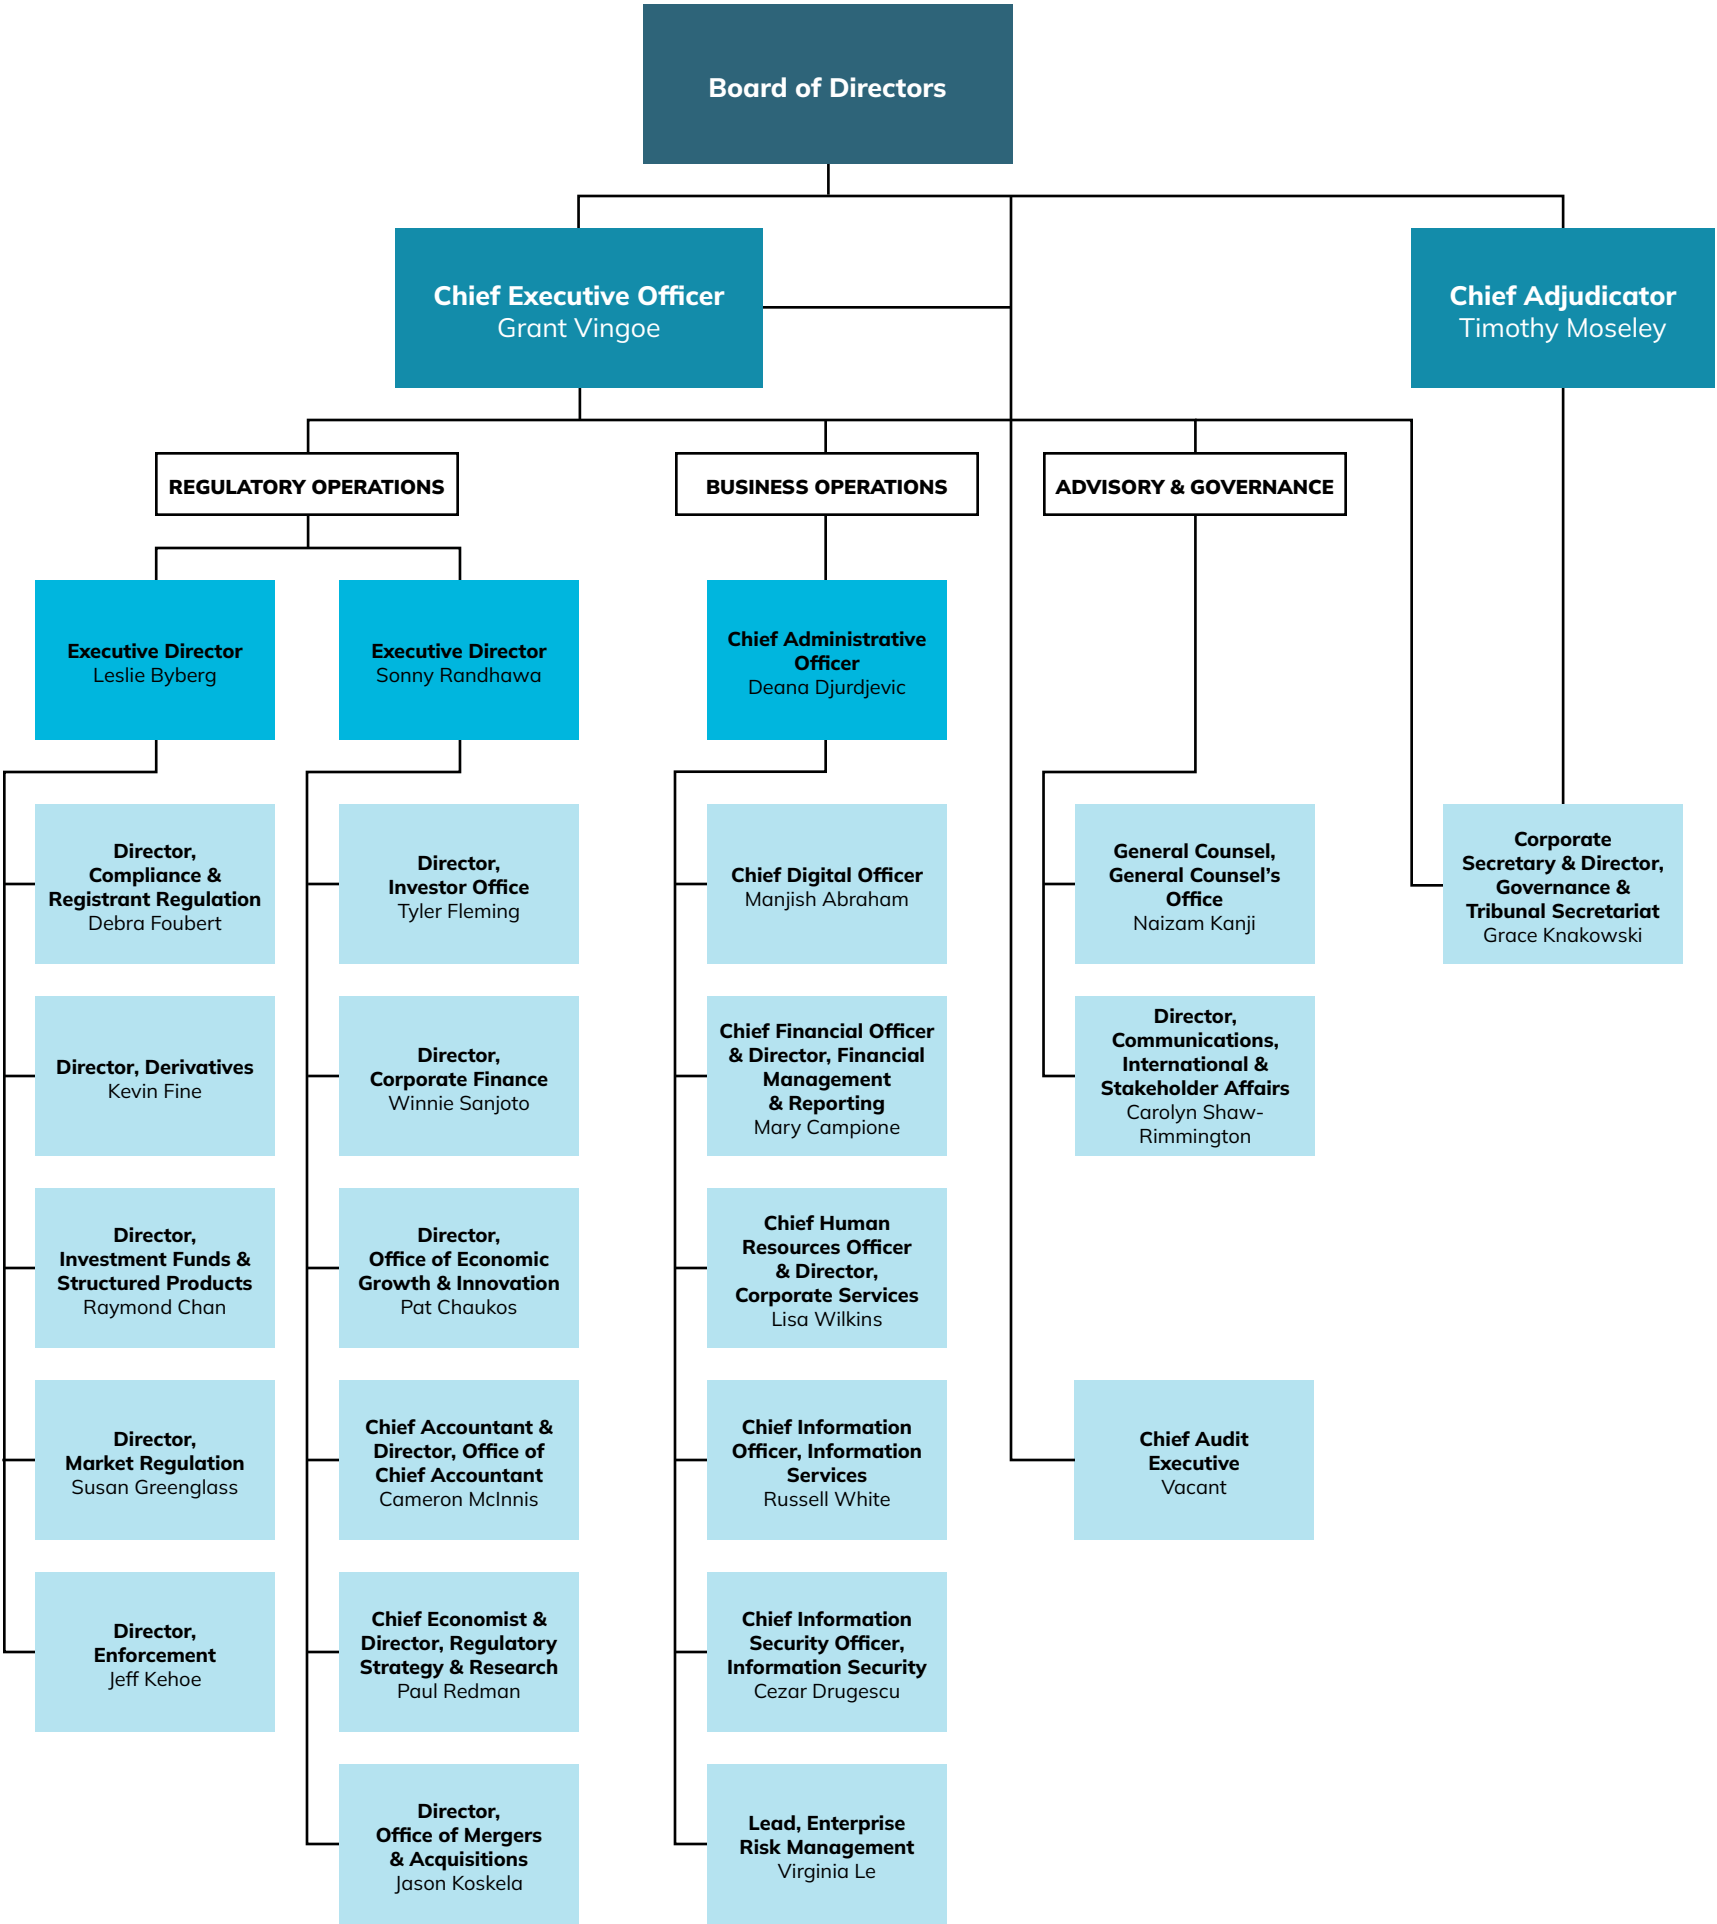 Board of Directors
Chief Executive Officer
Grant Vingoe
Chief Adjudicator
Timothy Moseley
REGULATORY OPERATIONS
BUSINESS OPERATIONS
ADVISORY & GOVERNANCE
Executive Director
Leslie Byberg
Executive Director
Sonny Randhawa
Chief Administrative
Officer
Deana Djurdjevic
Director,
Compliance &
Registrant Regulation
Debra Foubert
Director,
Investor Office
Tyler Fleming
Chief Digital Officer
Manjish Abraham
General Counsel,
General Counsel’s
Office
Naizam Kanji
Corporate
Secretary & Director,
Governance &
Tribunal Secretariat
Grace Knakowski
Director, Derivatives
Kevin Fine
Director,
Corporate Finance
Winnie Sanjoto
Chief Financial Officer
& Director, Financial
Management
& Reporting
Mary Campione
Director,
Communications,
International &
Stakeholder Affairs
Carolyn Shaw-
Rimmington
Director,
Investment Funds &
Structured Products
Raymond Chan
Director,
Office of Economic
Growth & Innovation
Pat Chaukos
Chief Human
Resources Officer
& Director,
Corporate Services
Lisa Wilkins
Director,
Market Regulation
Susan Greenglass
Chief Accountant &
Director, Office of
Chief Accountant
Cameron McInnis
Chief Information
Officer, Information
Services
Russell White
Chief Audit
Executive
Vacant
Director,
Enforcement
Jeff Kehoe
Chief Economist &
Director, Regulatory
Strategy & Research
Paul Redman
Chief Information
Security Officer,
Information Security
Cezar Drugescu
Director,
Office of Mergers
& Acquisitions
Jason Koskela
Lead, Enterprise
Risk Management
Virginia Le